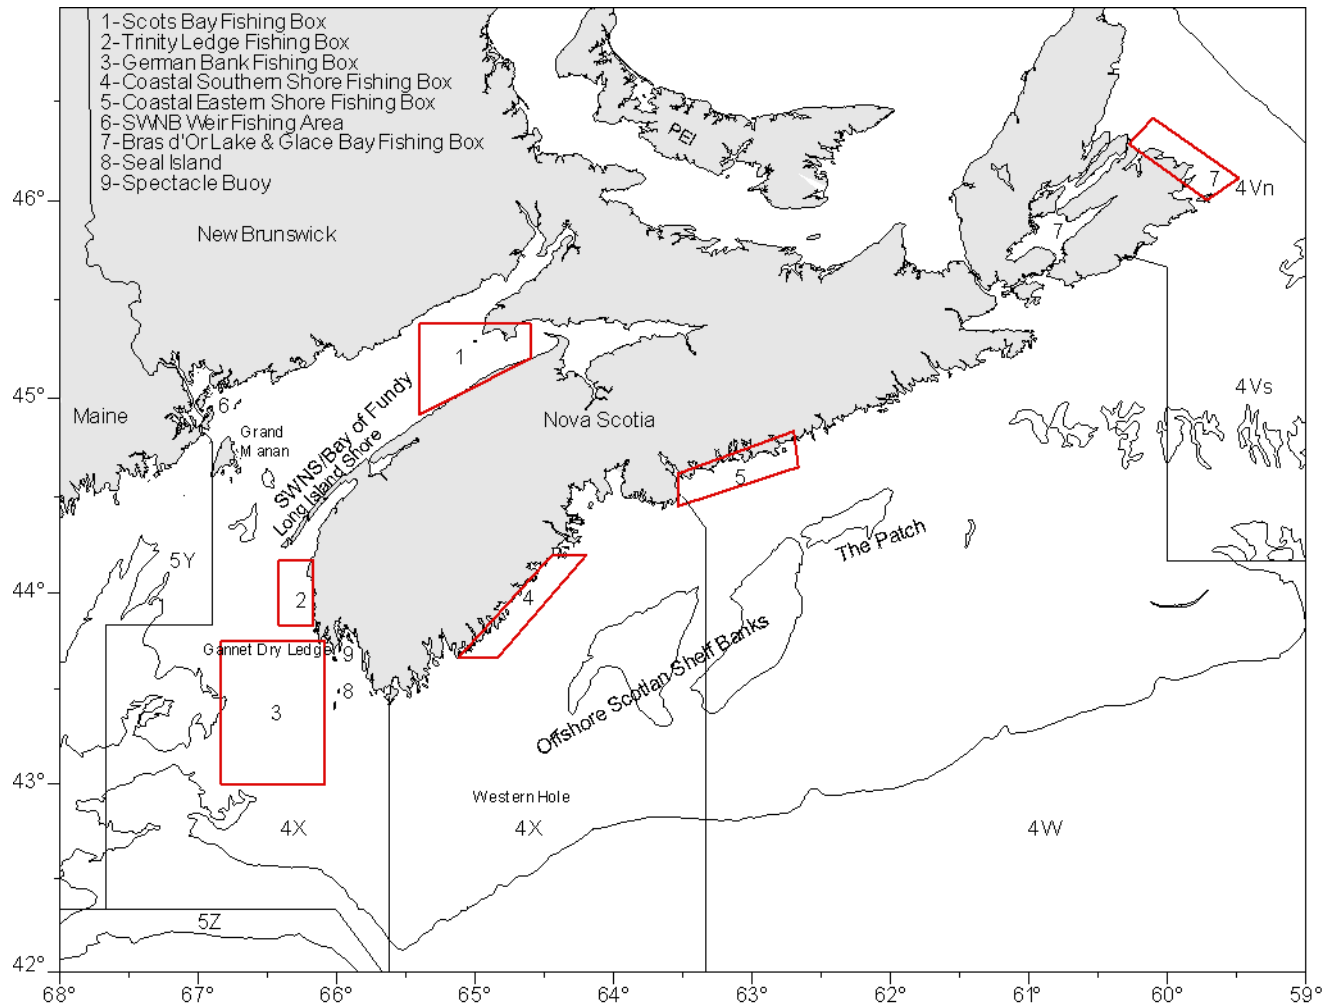 1-Scots Bay Fishing Box
2-Trinity Ledge Fishing Box
3-German Bank Fishing Box
4-Coastal Southern Shore Fishing Box
5-Coastal Eastern Shore Fishing Box
6-SWNB Weir Fishing Area
7-Bras d'Or Lake & Glace Bay Fishing Box
8-Seal Island
9-Spectacle Buoy
PEI
7
4Vn
46°
New Brunswick
7
1
45°
Maine
6
Grand
Manan
SWNS/Bay of Fundy
Long Island Shore
Nova Scotia
4Vs
5
The Patch
5Y
44°
2
4
Gannet Dry Ledge
9
8
3
Offshore Scotian Shelf Banks
43°
Western Hole
4X
4X
4W
5Z
42°
68°
67°
66°
65°
64°
63°
62°
61°
60°
59°